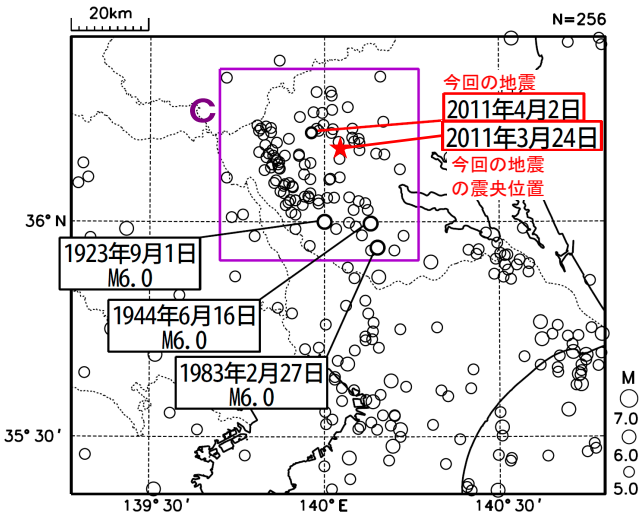 20km
N=256
今回の地震
2011年4月2日
2011年3月24日
今回の地震
の震央位置
C
36°N
1923年9月1日
M6.0
1944年6月16日
M6.0
1983年2月27日
M6.0
M
7.0
6.0
5.0
35°30′
139°30′
140°E
140°30′